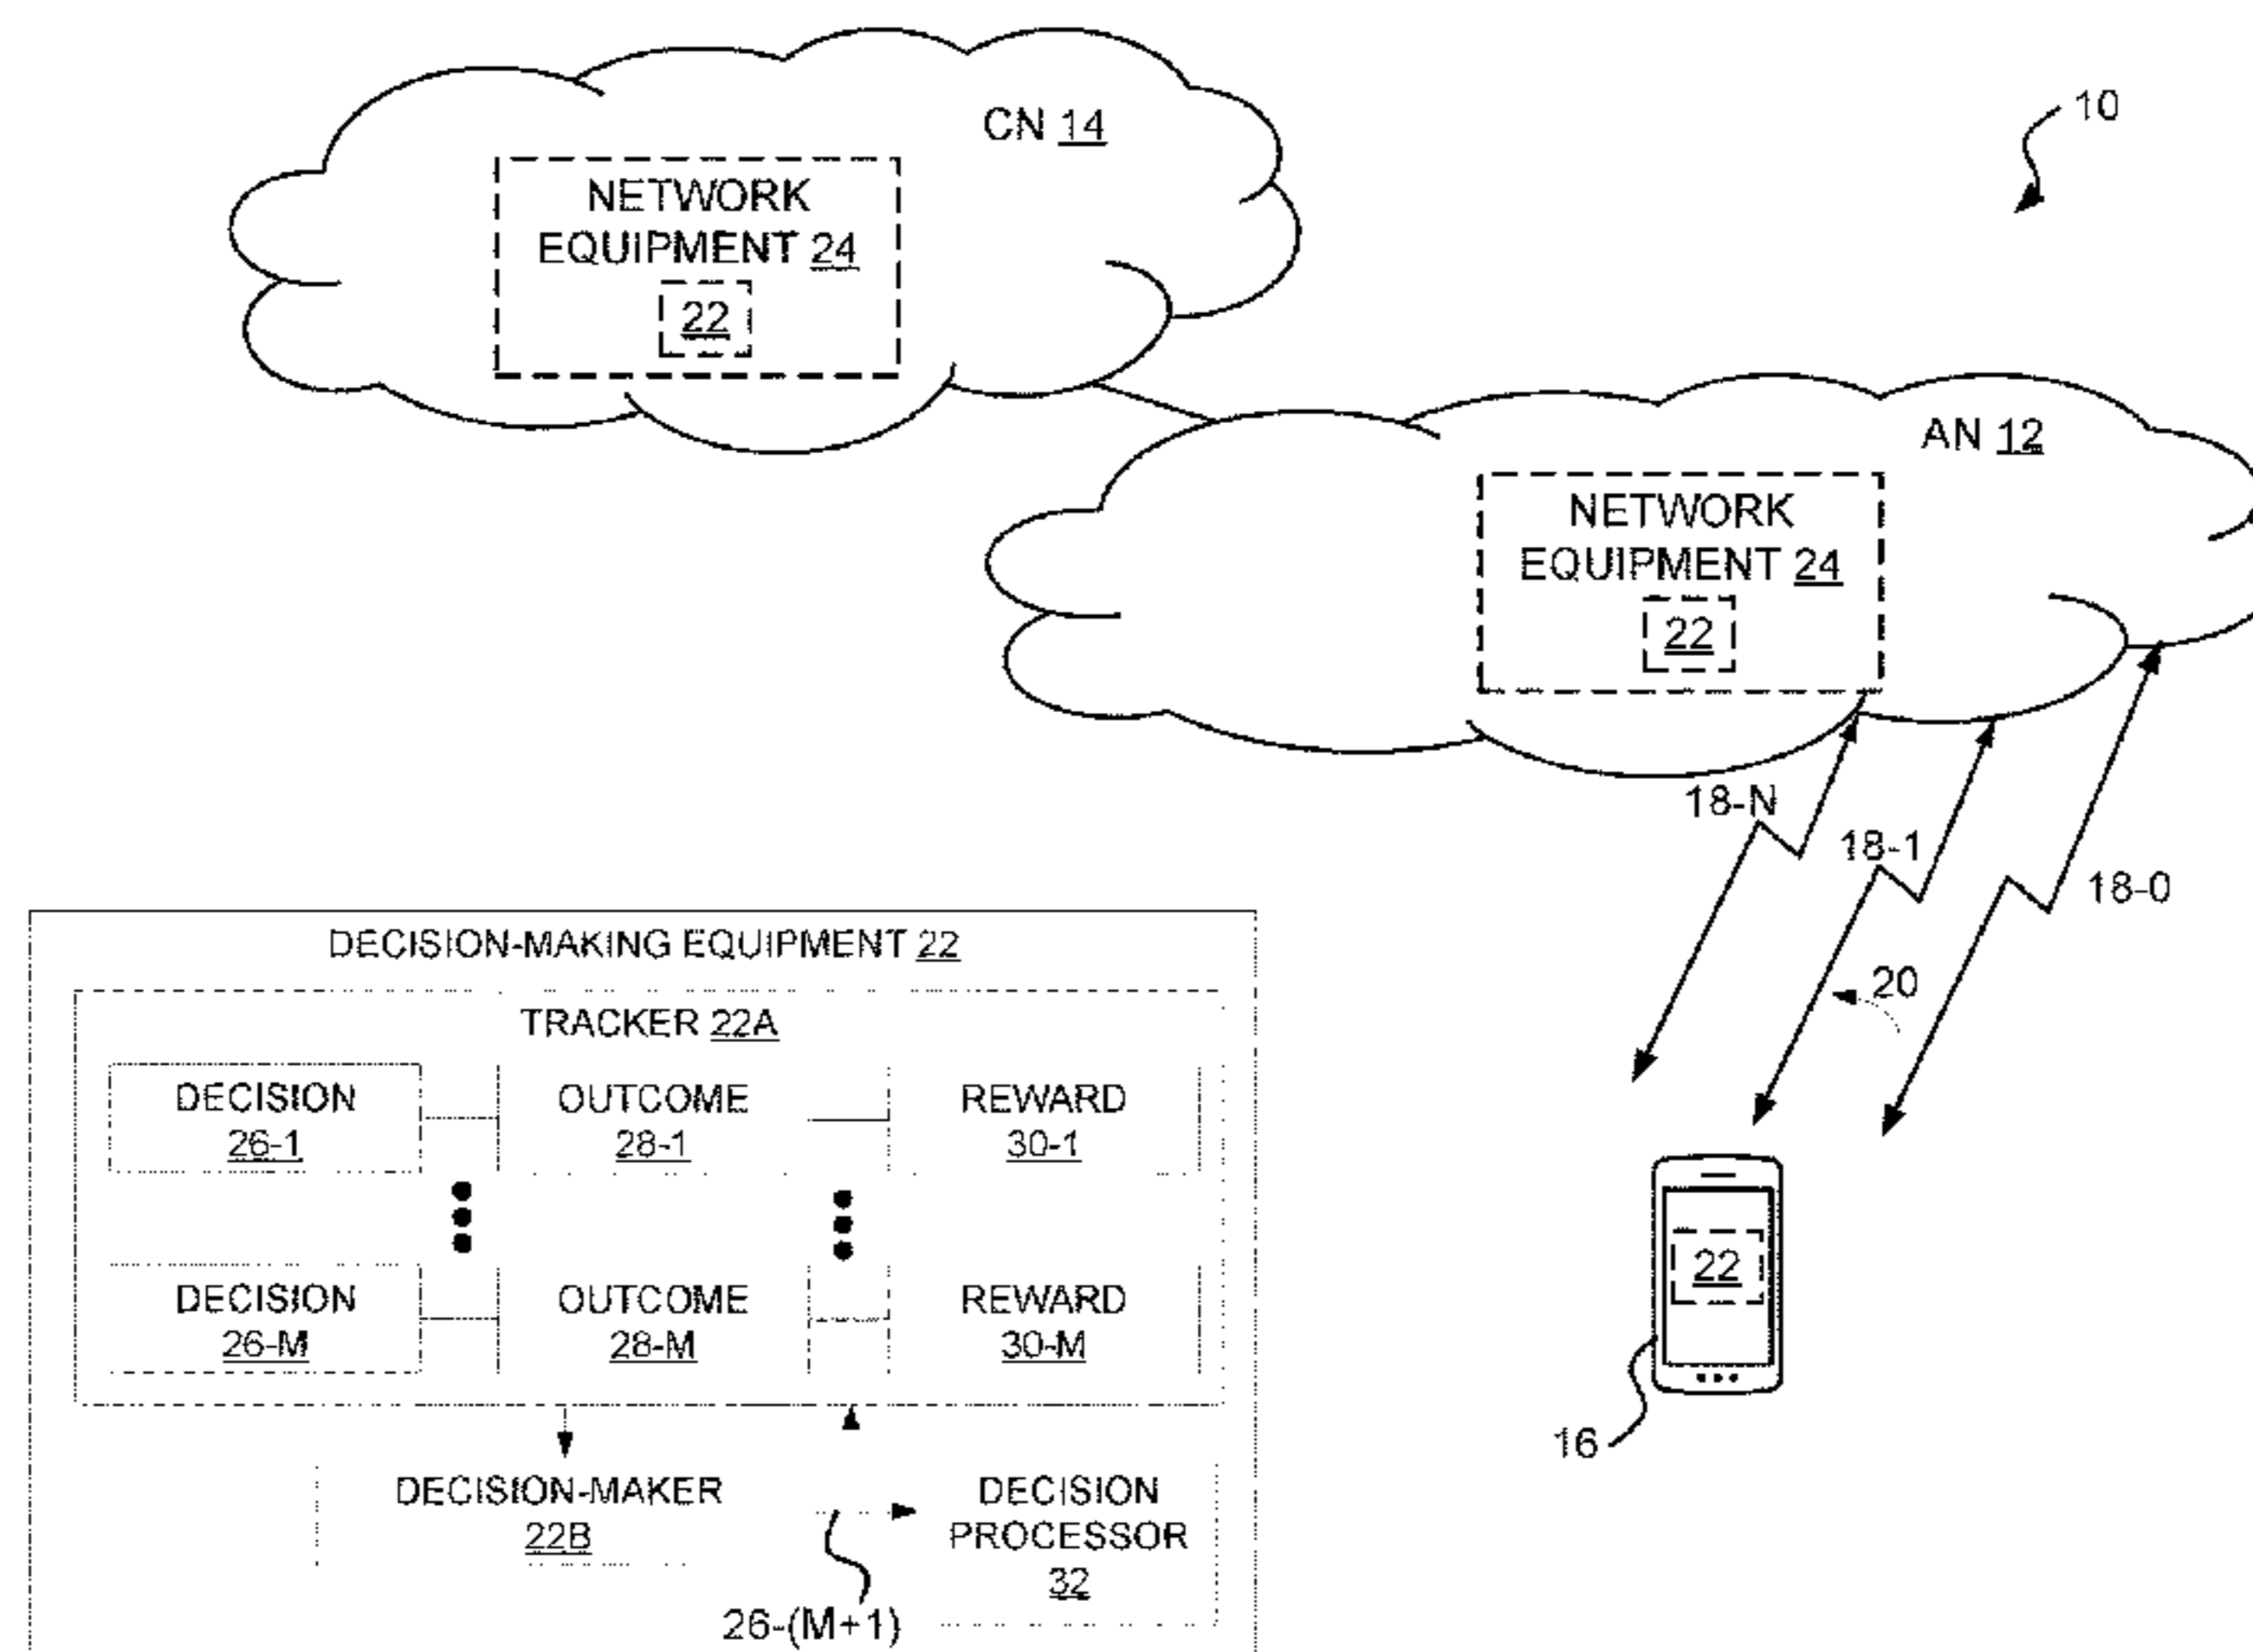 CN 14
10
NETWORK
EQUIPMENT 24
22
AN 12
NETWORK
EQUIPMENT 24
22
18-N
18-1
18-0
20
DECISION-MAKING EQUIPMENT 22
TRACKER 22A
DECISION
26-1
OUTCOME
28-1
REWARD
30-1
DECISION
26-M
OUTCOME
28-M
REWARD
30-M
DECISION-MAKER
22B
DECISION
PROCESSOR
32
26-(M+1)
22
16